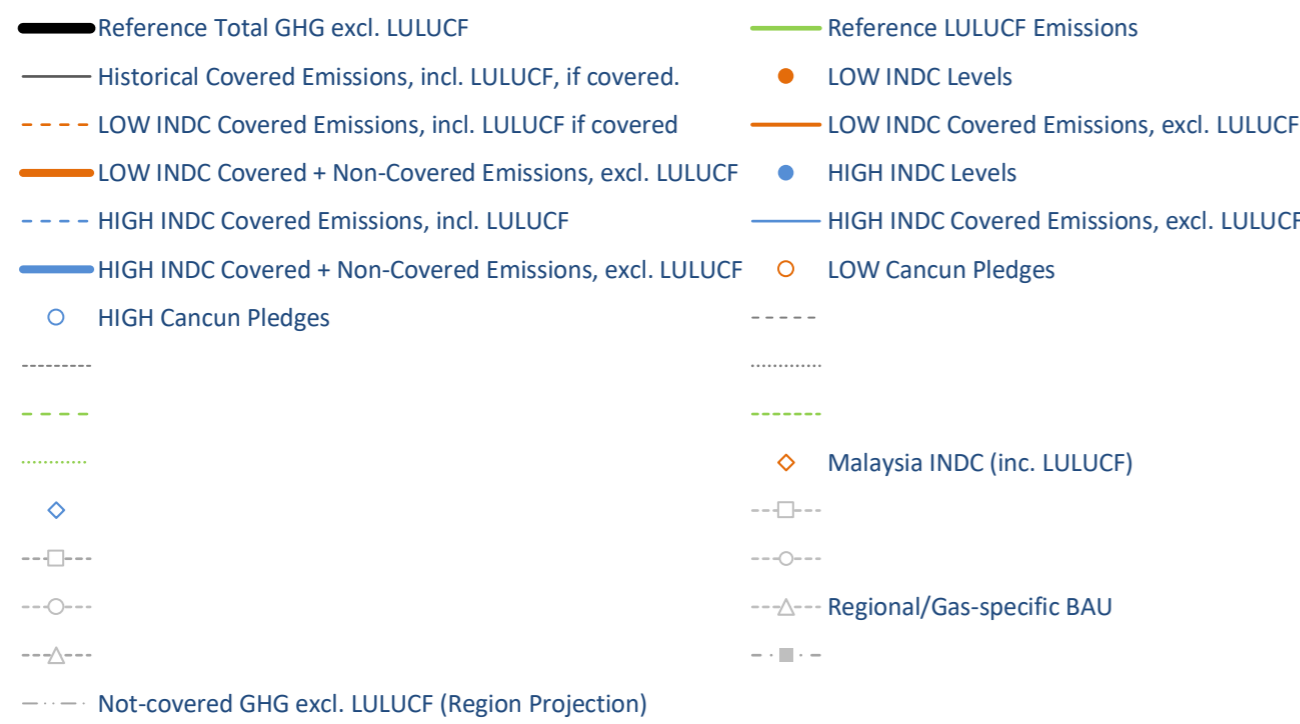 Reference Total GHG excl. LULUCF
Reference LULUCF Emissions
Historical Covered Emissions, incl. LULUCF, if covered.
LOW INDC Levels
LOW INDC Covered Emissions, incl. LULUCF if covered
LOW INDC Covered Emissions, excl. LULUCF
LOW INDC Covered + Non-Covered Emissions, excl. LULUCF
HIGH INDC Levels
HIGH INDC Covered Emissions, incl. LULUCF
HIGH INDC Covered Emissions, excl. LULUCF
HIGH INDC Covered + Non-Covered Emissions, excl. LULUCF
LOW Cancun Pledges
HIGH Cancun Pledges
Malaysia INDC (inc. LULUCF)
Regional/Gas-specific BAU
Not-covered GHG excl. LULUCF (Region Projection)